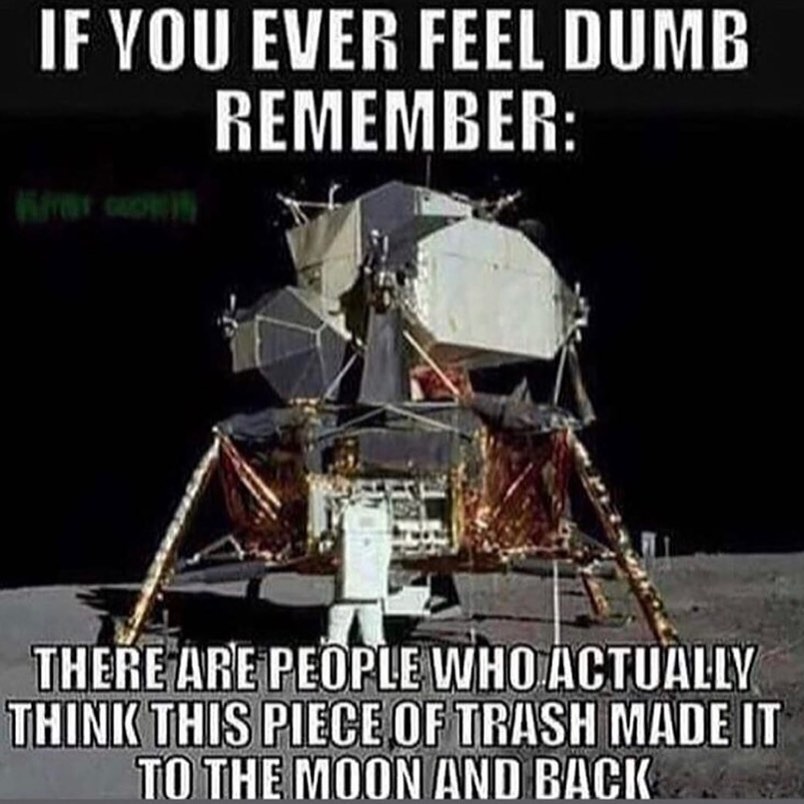 IF YOU EVER FEEL DUMB
REMEMBER:
THERE ARE PEOPLE WHO ACTUALLY
THINK THIS PIECE OF TRASH MADE IT
TO THE MOON AND BACK